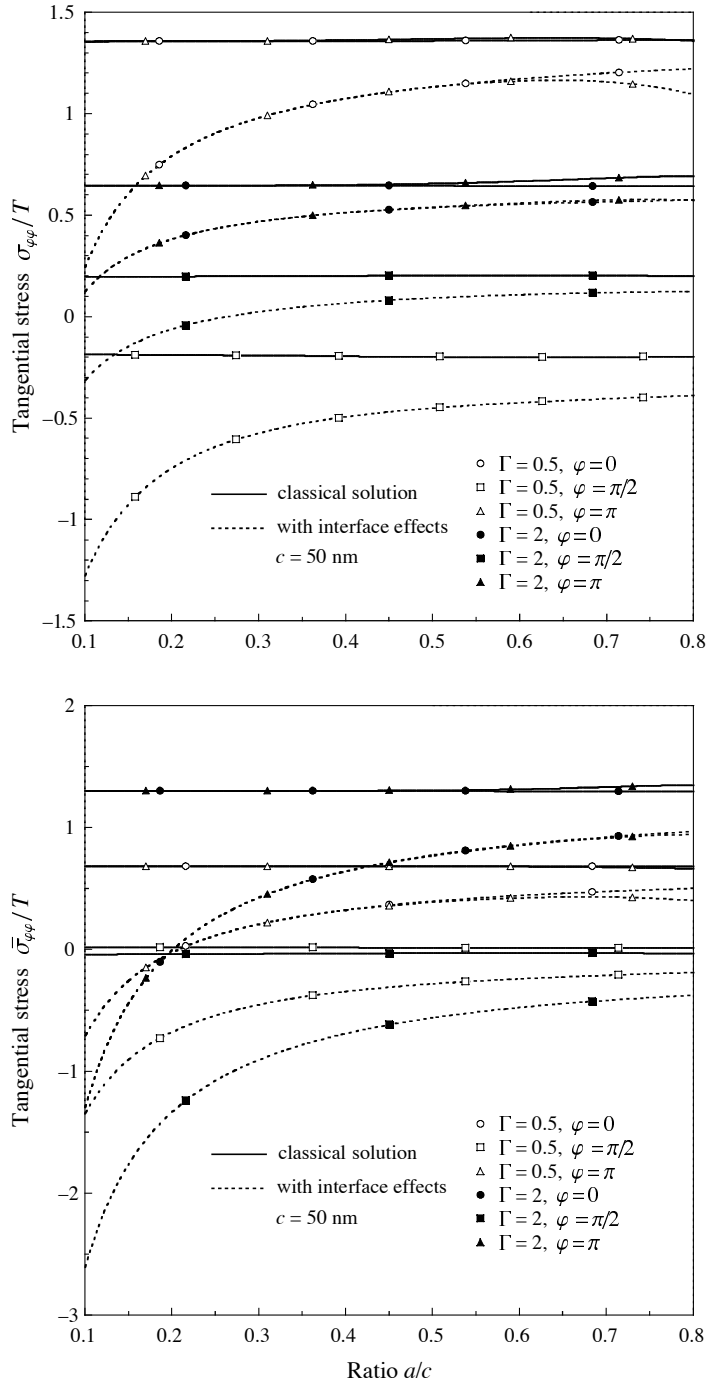 1.5
1
0.5
0
−0.5
−1
−1.5
Tangential stress σφφ/T
classical solution
with interface effects
c = 50 nm
Γ = 0.5, φ = 0
Γ = 0.5, φ = π/2
Γ = 0.5, φ = π
Γ = 2, φ = 0
Γ = 2, φ = π/2
Γ = 2, φ = π
0.1 0.2 0.3 0.4 0.5 0.6 0.7 0.8
2
1
0
−1
−2
−3
Tangential stress σ̄φφ/T
classical solution
with interface effects
c = 50 nm
Γ = 0.5, φ = 0
Γ = 0.5, φ = π/2
Γ = 0.5, φ = π
Γ = 2, φ = 0
Γ = 2, φ = π/2
Γ = 2, φ = π
0.1 0.2 0.3 0.4 0.5 0.6 0.7 0.8
Ratio a/c